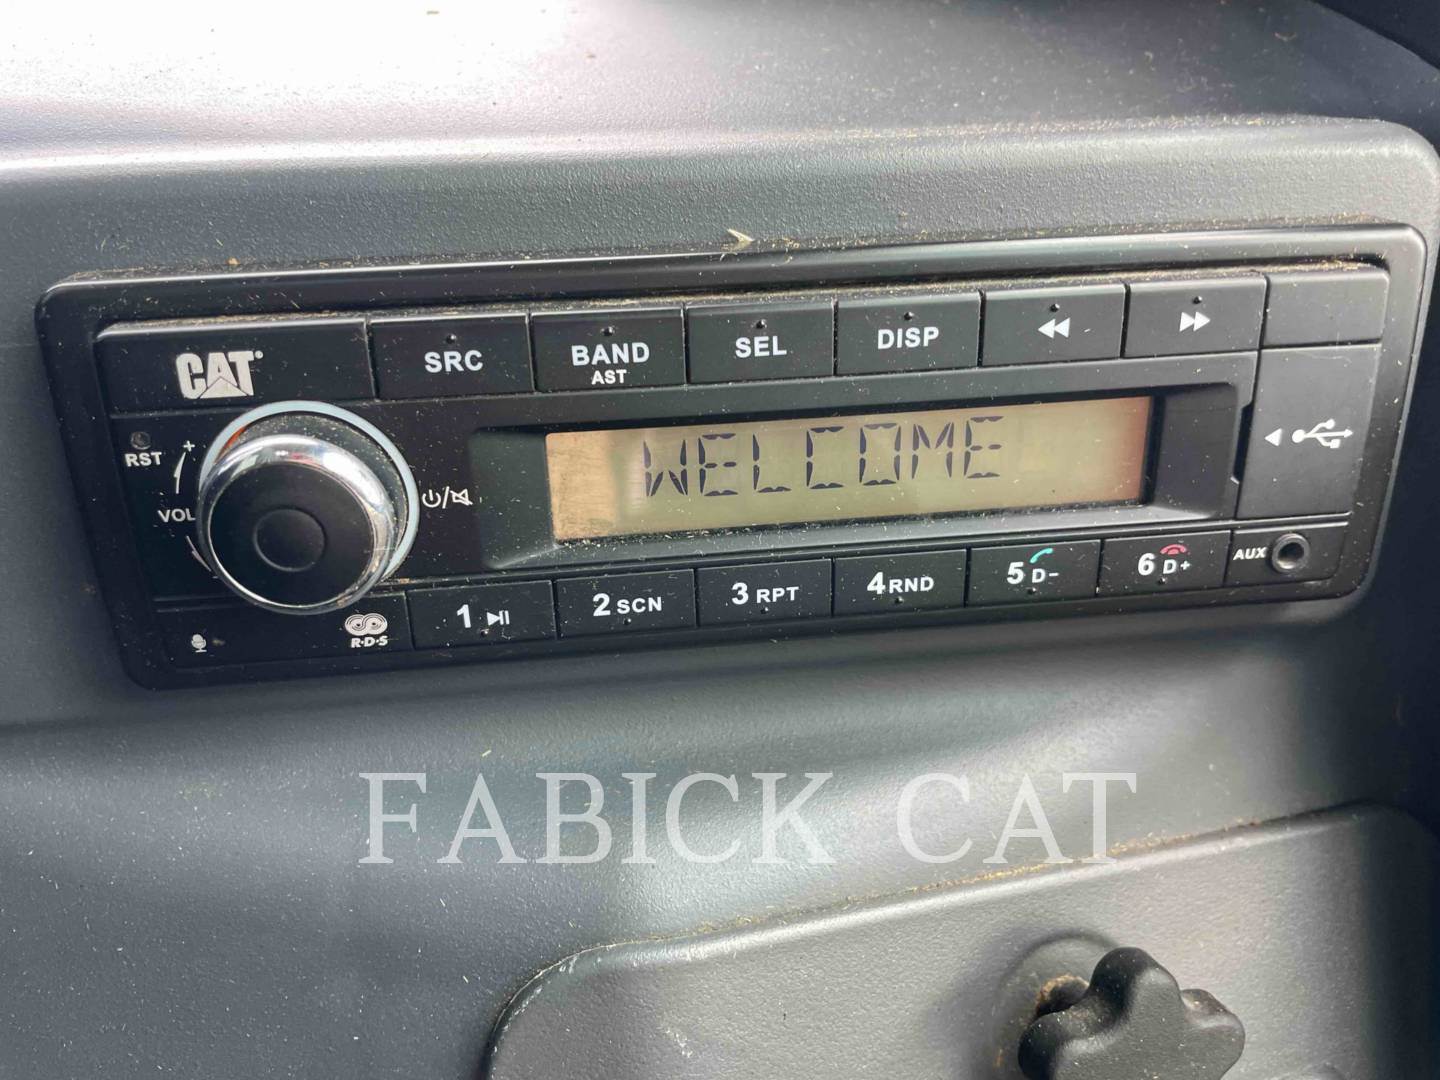 CAT
SRC
BAND
AST
SEL
DISP
RST
+
VOL
WELCOME
R·D·S
1
2 SCN
3 RPT
4 RND
5 D-
6 D+
AUX
FABICK CAT